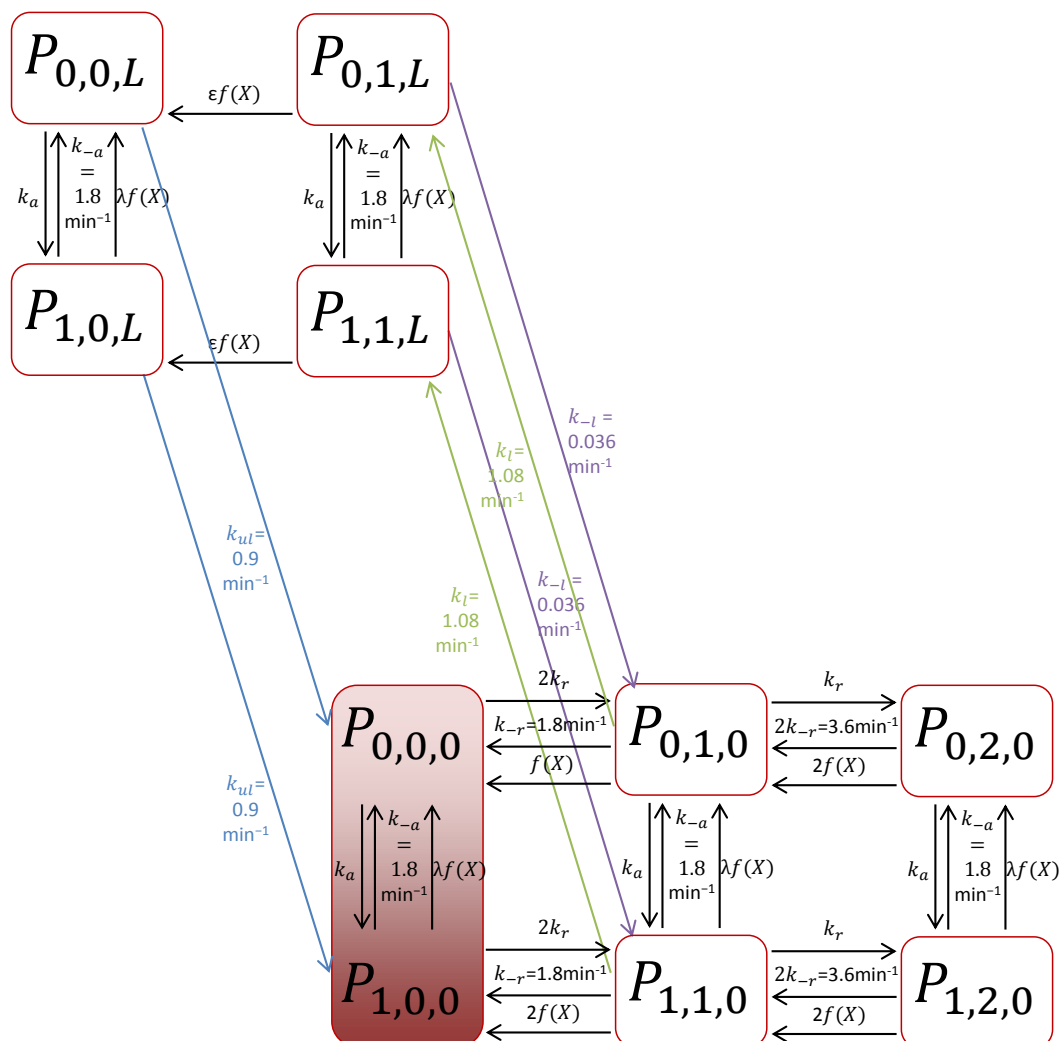 P0,0,L
P0,1,L
εf(X)
ka
k−a
=
1.8
min⁻¹
λf(X)
ka
k−a
=
1.8
min⁻¹
λf(X)
P1,0,L
P1,1,L
εf(X)
k−l =
0.036
min-1
kl=
1.08
min-1
kul=
0.9
min-1
kl=
1.08
min-1
k−l =
0.036
min-1
kul=
0.9
min-1
P0,0,0
2kr
k−r=1.8min-1
f(X)
P0,1,0
kr
2k−r=3.6min-1
2f(X)
P0,2,0
ka
k−a
=
1.8
min⁻¹
λf(X)
ka
k−a
=
1.8
min⁻¹
λf(X)
ka
k−a
=
1.8
min⁻¹
λf(X)
P1,0,0
2kr
k−r=1.8min-1
2f(X)
P1,1,0
kr
2k−r=3.6min-1
2f(X)
P1,2,0